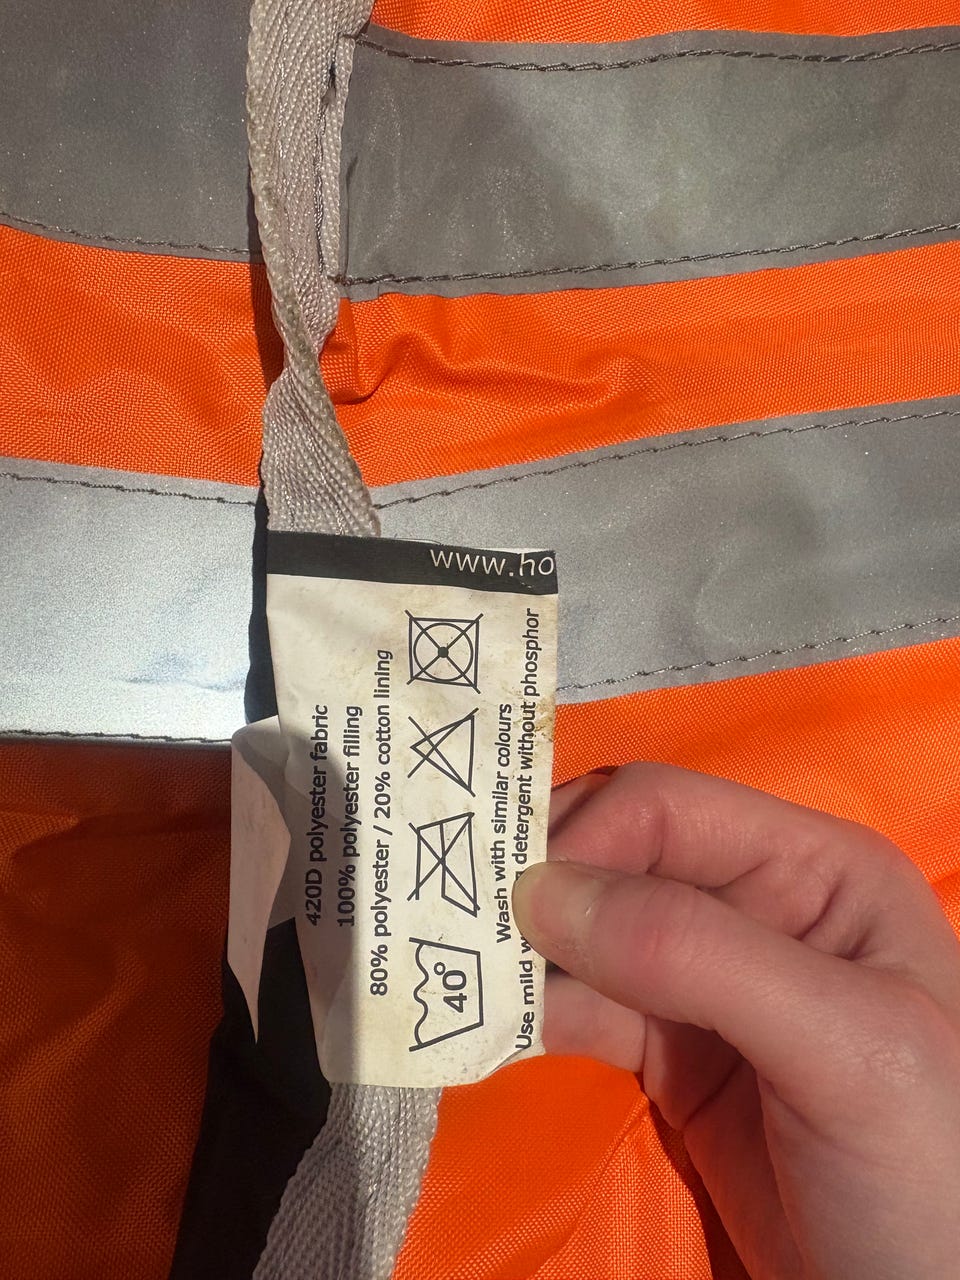 www.ho
420D polyester fabric
100% polyester filling
80% polyester / 20% cotton lining
40°
Wash with similar colours
Use mild detergent without phosphor